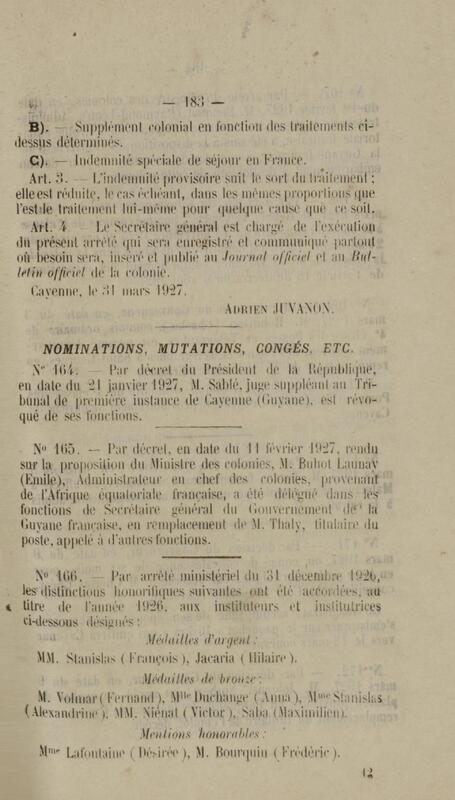 — 183 —
B). — Supplément colonial en fonction des traitements ci-
dessus déterminés.
C). — Indemnité spéciale de séjour en France.
Art. 3. — L'indemnité provisoire suit le sort du traitement ;
elle est réduite, le cas échéant, dans les mêmes proportions que
l'est le traitement lui-même pour quelque cause que ce soit.
Art. 4 Le Secrétaire général est chargé de l'exécution
du présent arrêté qui sera enregistré et communiqué partout
où besoin sera, inséré et publié au Journal officiel et au Bul-
letin officiel de la colonie.
Cayenne, le 31 mars 1927.
ADRIEN JUVANON.
NOMINATIONS, MUTATIONS, CONGÉS, ETC.
N° 164. — Par décret du Président de la République,
en date du 21 janvier 1927, M. Sablé, juge suppléant au Tri-
bunal de première instance de Cayenne (Guyane), est révo-
qué de ses fonctions.
N° 165. — Par décret, en date du 11 février 1927, rendu
sur la proposition du Ministre des colonies, M. Buhot Launay
(Emile), Administrateur en chef des colonies, provenant
de l'Afrique équatoriale française, a été délégué dans les
fonctions de Secrétaire général du Gouvernement de la
Guyane française, en remplacement de M. Thaly, titulaire du
poste, appelé à d'autres fonctions.
N° 166. — Par arrêté ministériel du 31 décembre 1926,
les distinctions honorifiques suivantes ont été accordées, au
titre de l'année 1926, aux instituteurs et institutrices
ci-dessous désignés :
Médailles d'argent :
MM. Stanislas (François), Jacaria (Hilaire).
Médailles de bronze :
M. Volmar (Fernand), Mlle Duchange (Anna), Mme Stanislas
(Alexandrine), MM. Niénat (Victor), Saba (Maximilien).
Mentions honorables :
Mme Lafontaine (Désirée), M. Bourquin (Frédéric).
12